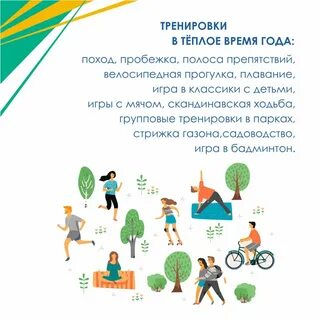 ТРЕНИРОВКИ
В ТЁПЛОЕ ВРЕМЯ ГОДА:
поход, пробежка, полоса препятствий,
велосипедная прогулка, плавание,
игра в классики с детьми,
игры с мячом, скандинавская ходьба,
групповые тренировки в парках,
стрижка газона,садоводство,
игра в бадминтон.